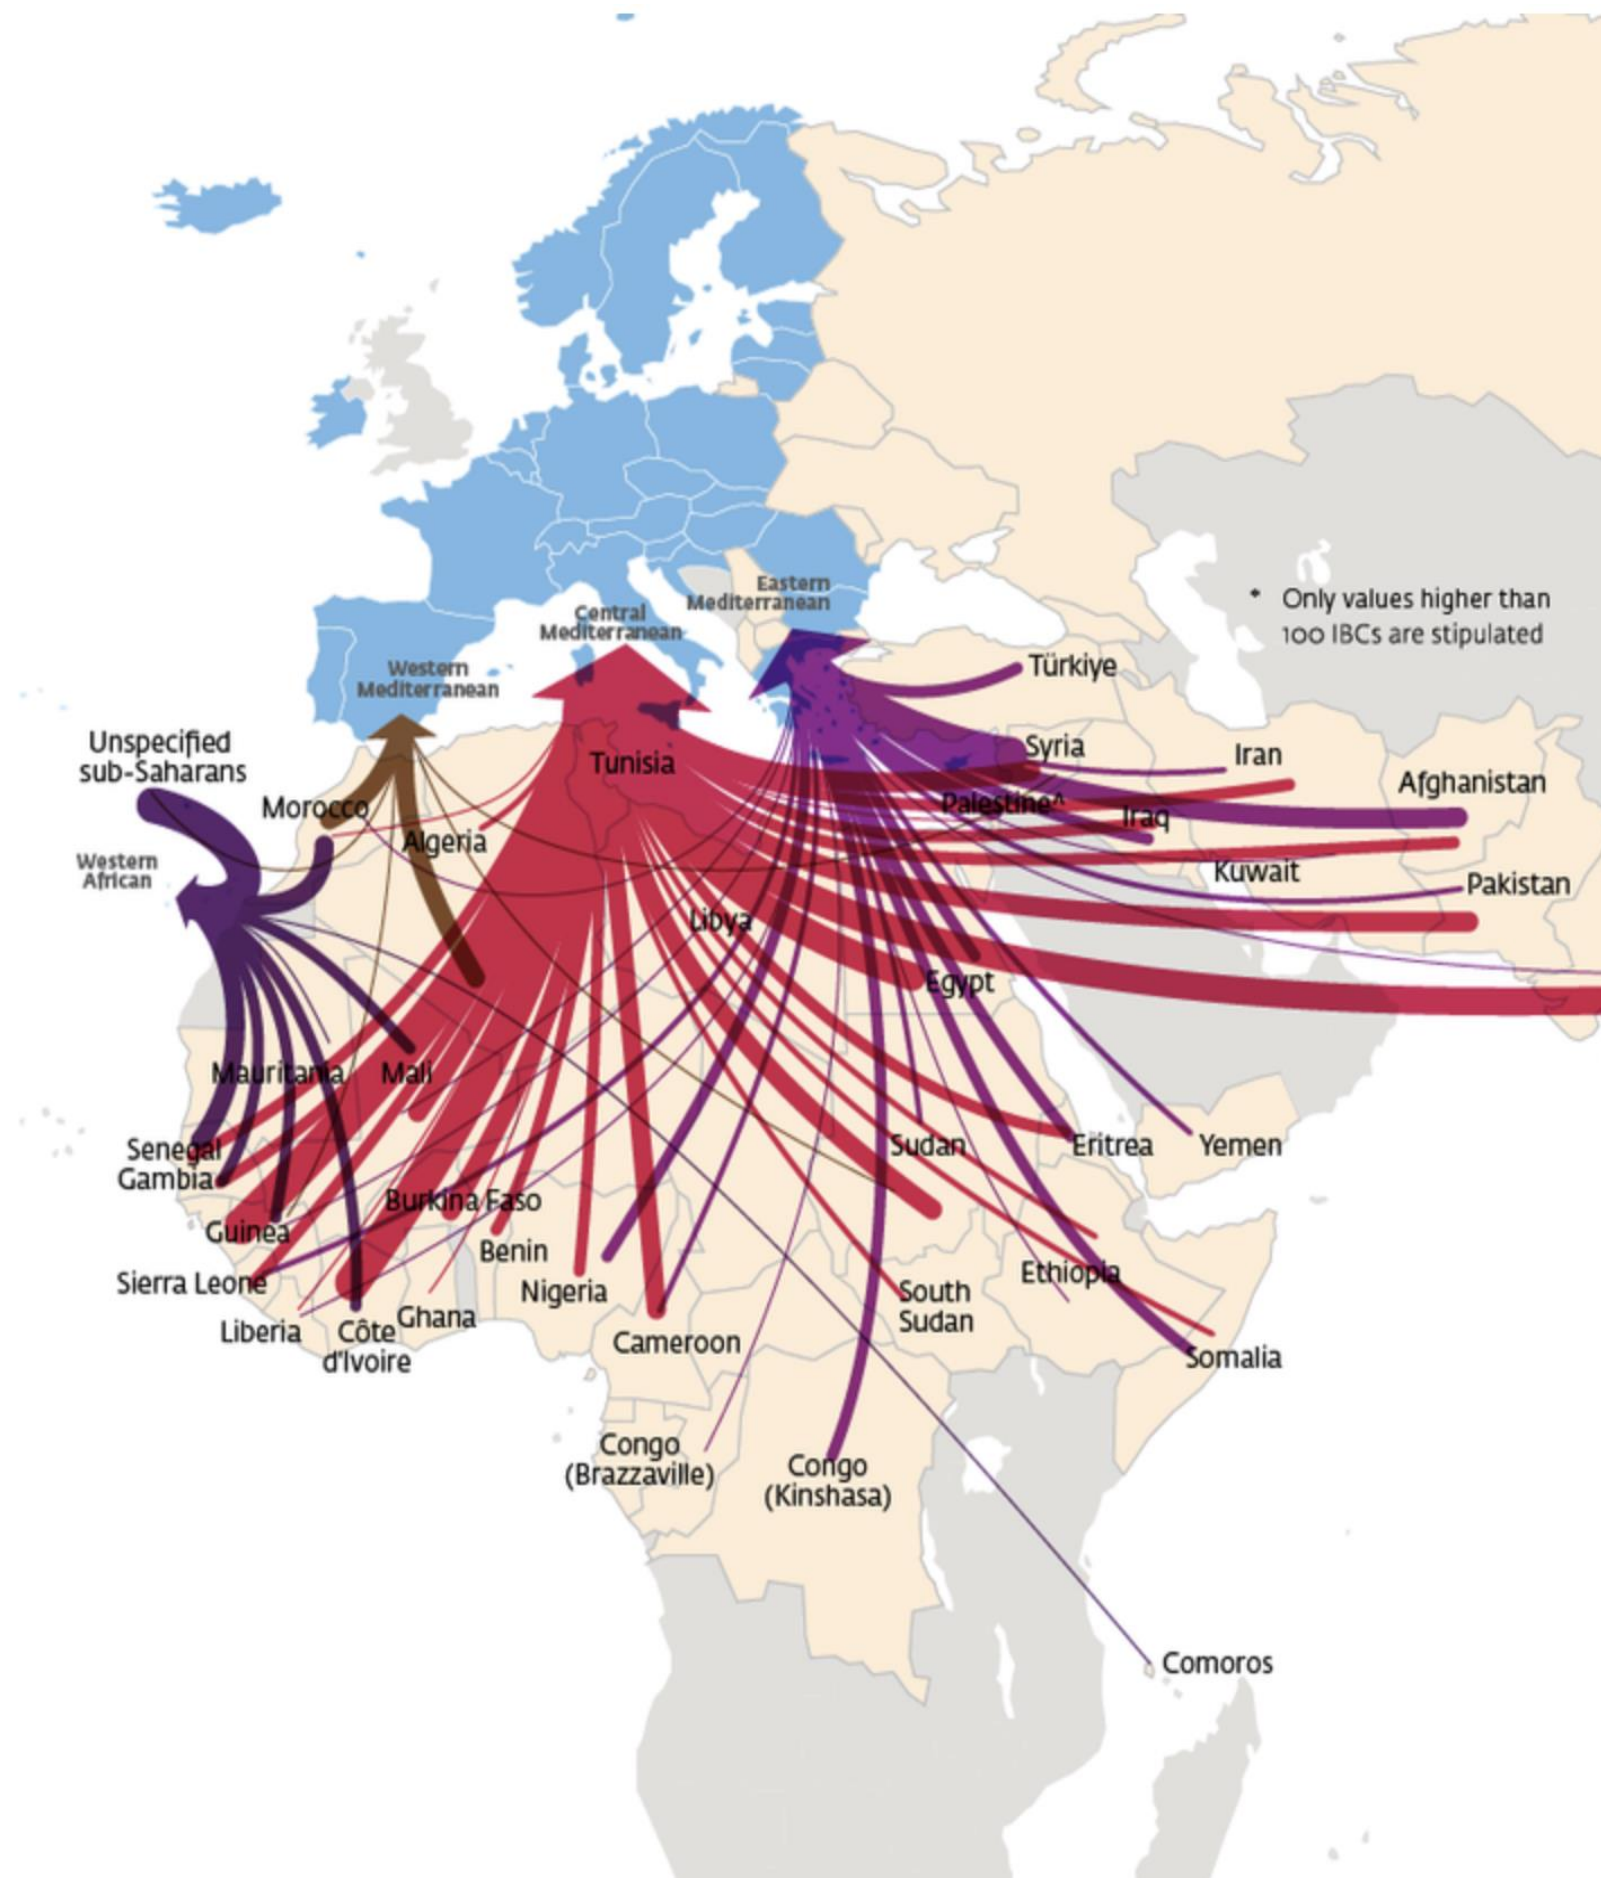 Eastern
Mediterranean
Central
Mediterranean
Western
Mediterranean
* Only values higher than
100 IBCs are stipulated
Türkiye
Unspecified
sub-Saharans
Syria
Iran
Tunisia
Afghanistan
Morocco
Palestine^
Iraq
Algeria
Western
African
Kuwait
Pakistan
Libya
Egypt
Mauritania
Mali
Senegal
Sudan
Eritrea
Yemen
Gambia
Burkina Faso
Guinea
Benin
Ethiopia
Sierra Leone
Nigeria
South
Sudan
Liberia
Côte
d'Ivoire
Ghana
Cameroon
Somalia
Congo
(Brazzaville)
Congo
(Kinshasa)
Comoros